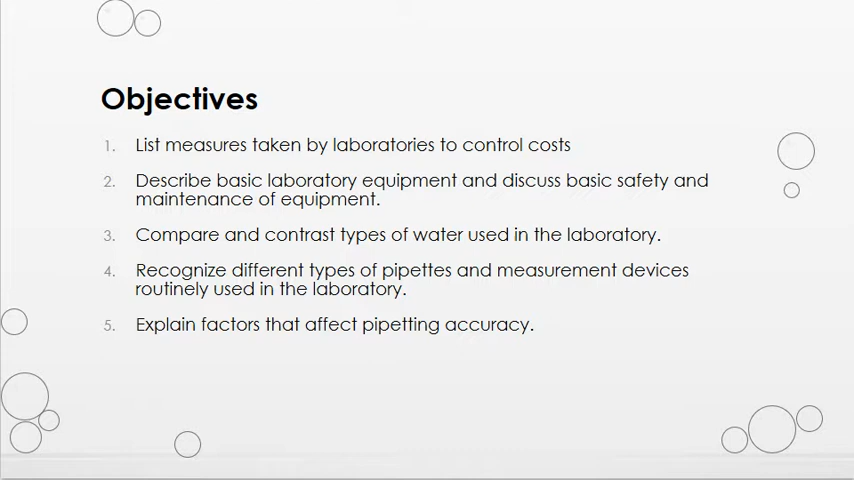 Objectives
1. List measures taken by laboratories to control costs
2. Describe basic laboratory equipment and discuss basic safety and
maintenance of equipment.
3. Compare and contrast types of water used in the laboratory.
4. Recognize different types of pipettes and measurement devices
routinely used in the laboratory.
5. Explain factors that affect pipetting accuracy.